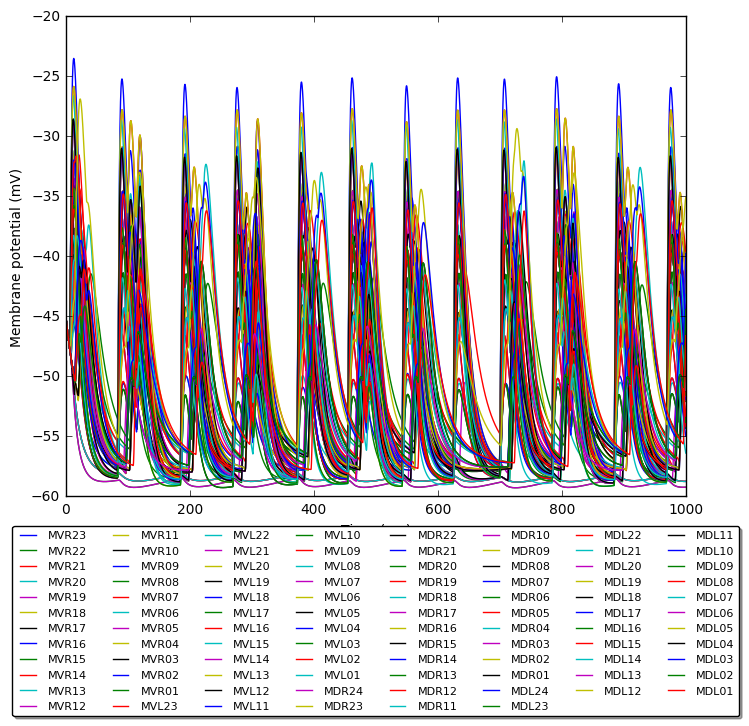 −20
−25
−30
−35
−40
−45
−50
−55
−60
Membrane potential (mV)
0 200 400 600 800 1000
MVR23 MVR11 MVL22 MVL10 MDR22 MDR10 MDL22 MDL11
MVR22 MVR10 MVL21 MVL09 MDR21 MDR09 MDL21 MDL10
MVR21 MVR09 MVL20 MVL08 MDR20 MDR08 MDL20 MDL09
MVR20 MVR08 MVL19 MVL07 MDR19 MDR07 MDL19 MDL08
MVR19 MVR07 MVL18 MVL06 MDR18 MDR06 MDL18 MDL07
MVR18 MVR06 MVL17 MVL05 MDR17 MDR05 MDL17 MDL06
MVR17 MVR05 MVL16 MVL04 MDR16 MDR04 MDL16 MDL05
MVR16 MVR04 MVL15 MVL03 MDR15 MDR03 MDL15 MDL04
MVR15 MVR03 MVL14 MVL02 MDR14 MDR02 MDL14 MDL03
MVR14 MVR02 MVL13 MVL01 MDR13 MDR01 MDL13 MDL02
MVR13 MVR01 MVL12 MDR24 MDR12 MDL24 MDL12 MDL01
MVR12 MVL23 MVL11 MDR23 MDR11 MDL23